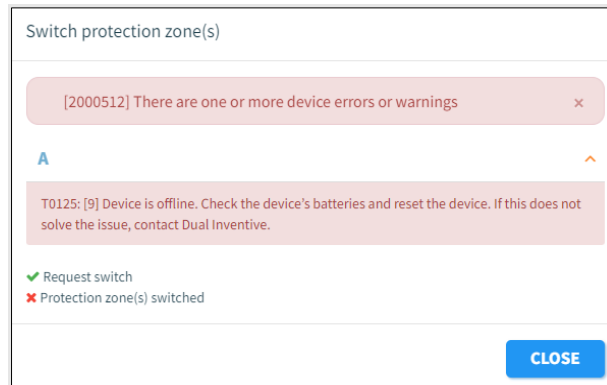 Switch protection zone(s)
[2000512] There are one or more device errors or warnings ×
A
T0125: [9] Device is offline. Check the device’s batteries and reset the device. If this does not
solve the issue, contact Dual Inventive.
✔ Request switch
✖ Protection zone(s) switched
CLOSE